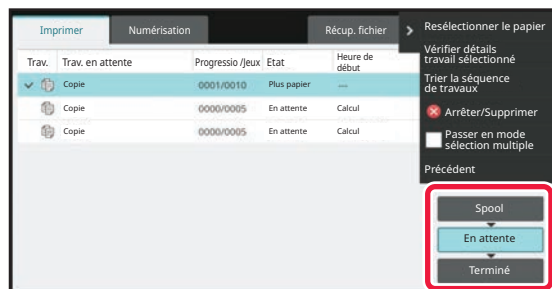 Imprimer
Numérisation
Récup. fichier
Trav.
Trav. en attente
Progressio /Jeux
Etat
Heure de
début
Copie
0001/0010
Plus papier
---
Copie
0000/0005
En attente
Calcul
Copie
0000/0005
En attente
Calcul
Resélectionner le papier
Vérifier détails
travail sélectionné
Trier la séquence
de travaux
Arrêter/Supprimer
Passer en mode
sélection multiple
Précédent
Spool
En attente
Terminé